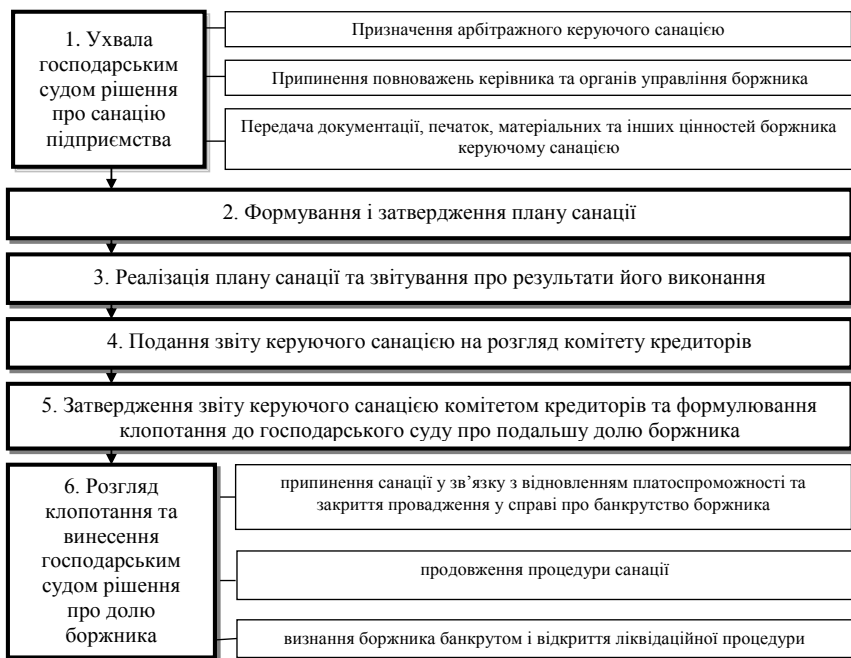 1. Ухвала
господарським
судом рішення
про санацію
підприємства
Призначення арбітражного керуючого санацією
Припинення повноважень керівника та органів управління боржника
Передача документації, печаток, матеріальних та інших цінностей боржника
керуючому санацією
2. Формування і затвердження плану санації
3. Реалізація плану санації та звітування про результати його виконання
4. Подання звіту керуючого санацією на розгляд комітету кредиторів
5. Затвердження звіту керуючого санацією комітетом кредиторів та формулювання
клопотання до господарського суду про подальшу долю боржника
6. Розгляд
клопотання та
винесення
господарським
судом рішення
про долю
боржника
припинення санації у зв’язку з відновленням платоспроможності та
закриття провадження у справі про банкрутство боржника
продовження процедури санації
визнання боржника банкрутом і відкриття ліквідаційної процедури